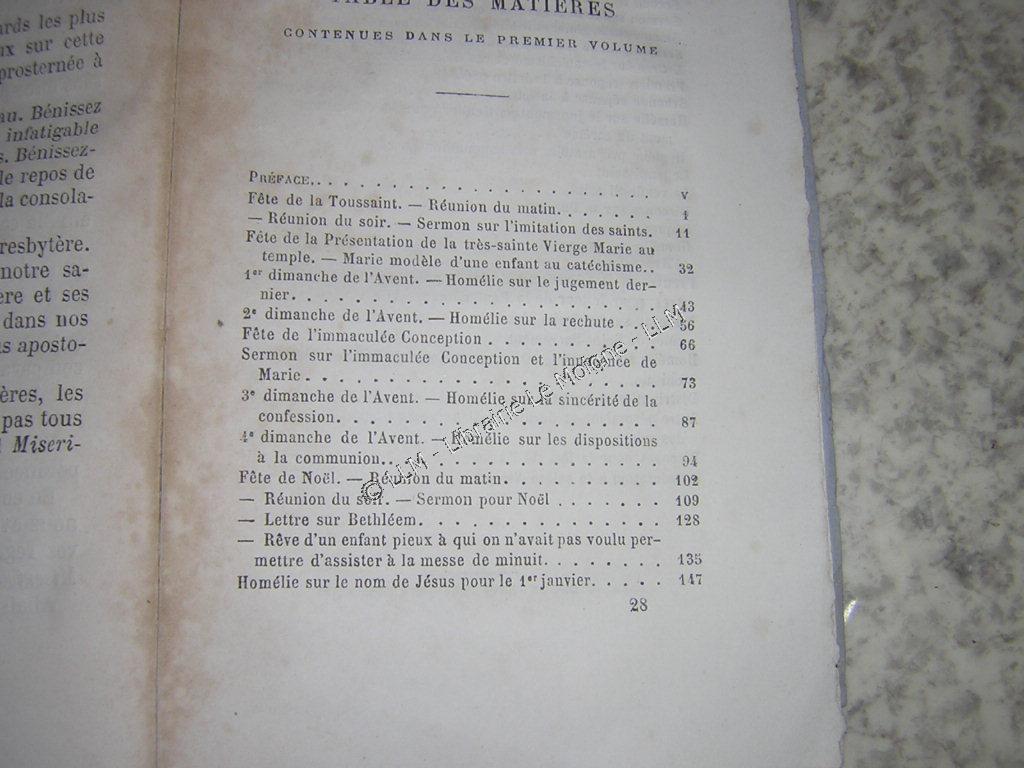 ards les plus
ux sur cette
prosternée à
au. Bénissez
infatigable
s. Bénissez-
le repos de
la consola-
resbytère.
notre sa-
ère et ses
dans nos
s aposto-
ères, les
pas tous
Miseri-
TABLE DES MATIÈRES
CONTENUES DANS LE PREMIER VOLUME
PRÉFACE. . . . . . . . . . . . . . . . . . . . . . V
Fête de la Toussaint. — Réunion du matin. . . . . . . 1
— Réunion du soir. — Sermon sur l'imitation des saints. 11
Fête de la Présentation de la très-sainte Vierge Marie au
temple. — Marie modèle d'une enfant au catéchisme. . 32
1er dimanche de l'Avent. — Homélie sur le jugement der-
nier. . . . . . . . . . . . . . . . . . . . . . . 43
2e dimanche de l'Avent. — Homélie sur la rechute . . . 56
Fête de l'immaculée Conception . . . . . . . . . . . 66
Sermon sur l'immaculée Conception et l'innocence de
Marie . . . . . . . . . . . . . . . . . . . . . . 73
3e dimanche de l'Avent. — Homélie sur la sincérité de la
confession. . . . . . . . . . . . . . . . . . . . 87
4e dimanche de l'Avent. — Homélie sur les dispositions
à la communion. . . . . . . . . . . . . . . . . . 94
Fête de Noël. — Réunion du matin. . . . . . . . . . 102
— Réunion du soir. — Sermon pour Noël . . . . . . . 109
— Lettre sur Bethléem. . . . . . . . . . . . . . . 128
— Rêve d'un enfant pieux à qui on n'avait pas voulu per-
mettre d'assister à la messe de minuit. . . . . . . 135
Homélie sur le nom de Jésus pour le 1er janvier. . . . . 147
28
© LLM - Librairie Le Moigne - LLM